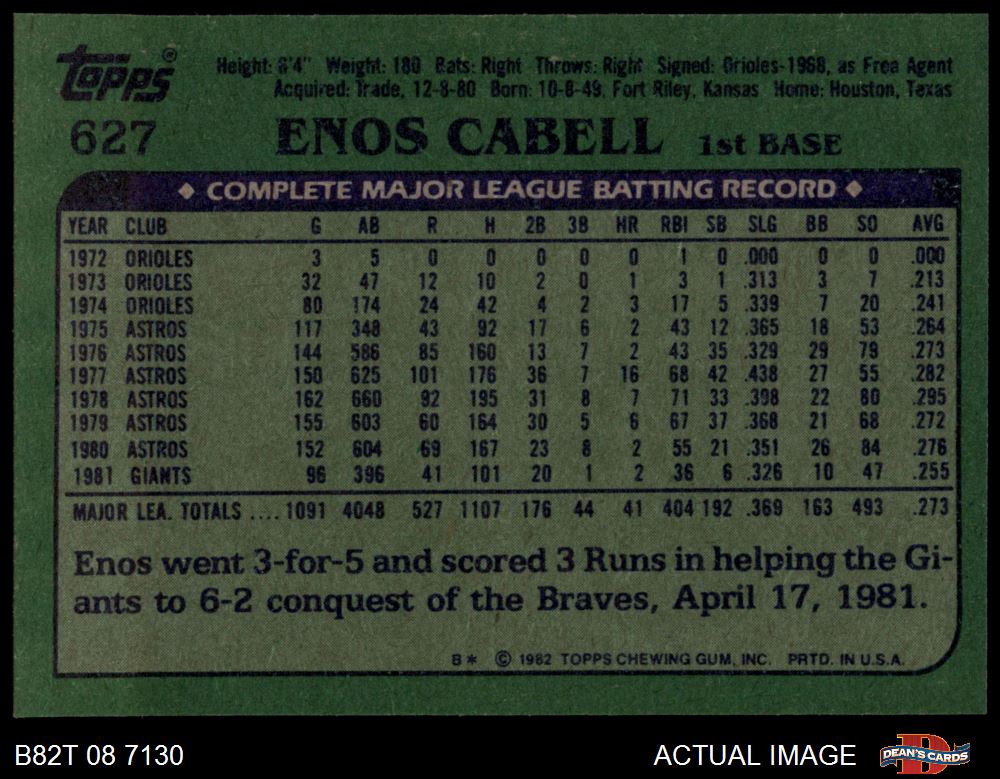 Topps®
Height: 6'4" Weight: 180 Bats: Right Throws: Right Signed: Orioles-1968, as Free Agent
Acquired: Trade, 12-8-80 Born: 10-8-49, Fort Riley, Kansas Home: Houston, Texas
627 ENOS CABELL 1st BASE
◆ COMPLETE MAJOR LEAGUE BATTING RECORD ◆
YEAR CLUB G AB R H 2B 3B HR RBI SB SLG BB SO AVG
1972 ORIOLES 3 5 0 0 0 0 0 1 0 .000 0 0 .000
1973 ORIOLES 32 47 12 10 2 0 1 3 1 .313 3 7 .213
1974 ORIOLES 80 174 24 42 4 2 3 17 5 .339 7 20 .241
1975 ASTROS 117 348 43 92 17 6 2 43 12 .365 18 53 .264
1976 ASTROS 144 586 85 160 13 7 2 43 35 .329 29 79 .273
1977 ASTROS 150 625 101 176 36 7 16 68 42 .438 27 55 .282
1978 ASTROS 162 660 92 195 31 8 7 71 33 .398 22 80 .295
1979 ASTROS 155 603 60 164 30 5 6 67 37 .368 21 68 .272
1980 ASTROS 152 604 69 167 23 8 2 55 21 .351 26 84 .276
1981 GIANTS 96 396 41 101 20 1 2 36 6 .326 10 47 .255
MAJOR LEA. TOTALS ....1091 4048 527 1107 176 44 41 404 192 .369 163 493 .273
Enos went 3-for-5 and scored 3 Runs in helping the Gi-
ants to 6-2 conquest of the Braves, April 17, 1981.
B* © 1982 TOPPS CHEWING GUM, INC. PRTD. IN U.S.A.
B82T 08 7130 ACTUAL IMAGE DEAN'S CARDS